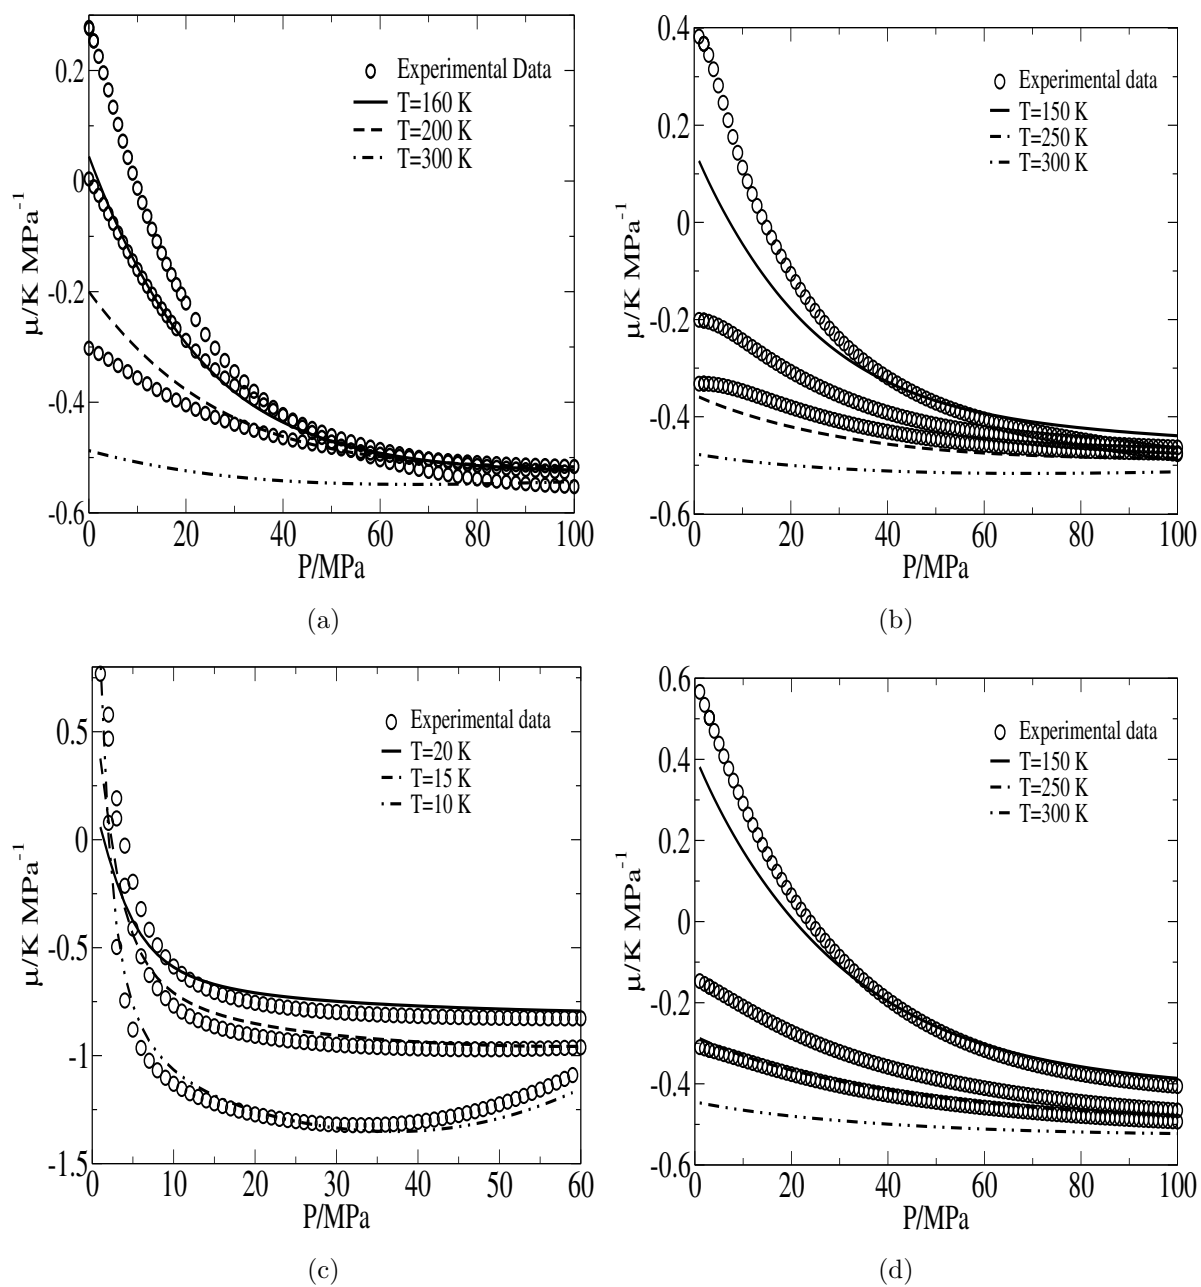 0.2
0
-0.2
-0.4
-0.6
μ/K MPa-1
Experimental Data
T=160 K
T=200 K
T=300 K
0 20 40 60 80 100
P/MPa
(a)
0.4
0.2
0
-0.2
-0.4
-0.6
μ/K MPa-1
Experimental data
T=150 K
T=250 K
T=300 K
0 20 40 60 80 100
P/MPa
(b)
0.5
0
-0.5
-1
-1.5
μ/K MPa-1
Experimental data
T=20 K
T=15 K
T=10 K
0 10 20 30 40 50 60
P/MPa
(c)
0.6
0.4
0.2
0
-0.2
-0.4
-0.6
μ/K MPa-1
Experimental data
T=150 K
T=250 K
T=300 K
0 20 40 60 80 100
P/MPa
(d)